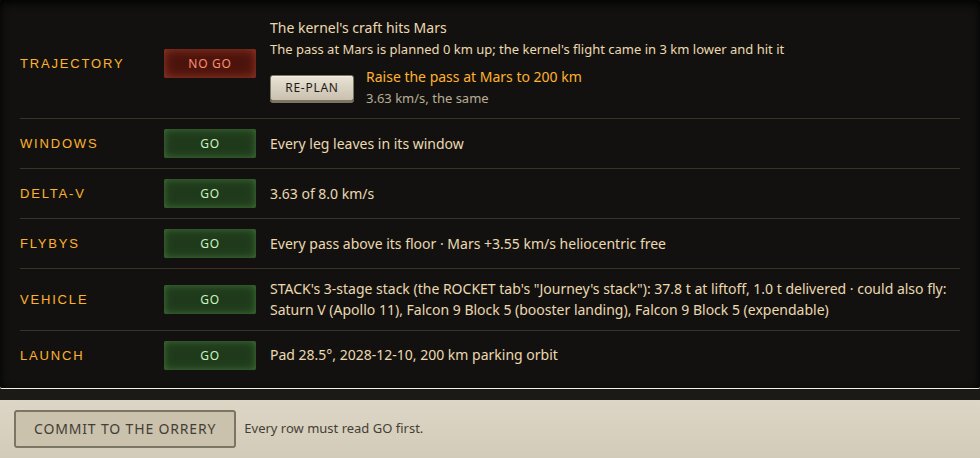 The kernel's craft hits Mars
TRAJECTORY
NO GO
The pass at Mars is planned 0 km up; the kernel's flight came in 3 km lower and hit it
RE-PLAN
Raise the pass at Mars to 200 km
3.63 km/s, the same
WINDOWS
GO
Every leg leaves in its window
DELTA-V
GO
3.63 of 8.0 km/s
FLYBYS
GO
Every pass above its floor · Mars +3.55 km/s heliocentric free
VEHICLE
GO
STACK's 3-stage stack (the ROCKET tab's "Journey's stack"): 37.8 t at liftoff, 1.0 t delivered · could also fly:
Saturn V (Apollo 11), Falcon 9 Block 5 (booster landing), Falcon 9 Block 5 (expendable)
LAUNCH
GO
Pad 28.5°, 2028-12-10, 200 km parking orbit
COMMIT TO THE ORRERY
Every row must read GO first.